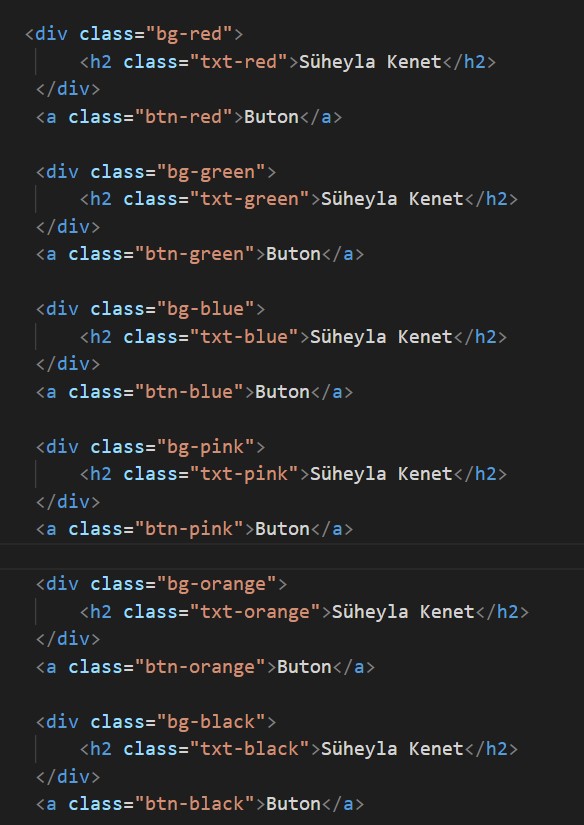 <div class="bg-red">
<h2 class="txt-red">Süheyla Kenet</h2>
</div>
<a class="btn-red">Buton</a>
<div class="bg-green">
<h2 class="txt-green">Süheyla Kenet</h2>
</div>
<a class="btn-green">Buton</a>
<div class="bg-blue">
<h2 class="txt-blue">Süheyla Kenet</h2>
</div>
<a class="btn-blue">Buton</a>
<div class="bg-pink">
<h2 class="txt-pink">Süheyla Kenet</h2>
</div>
<a class="btn-pink">Buton</a>
<div class="bg-orange">
<h2 class="txt-orange">Süheyla Kenet</h2>
</div>
<a class="btn-orange">Buton</a>
<div class="bg-black">
<h2 class="txt-black">Süheyla Kenet</h2>
</div>
<a class="btn-black">Buton</a>